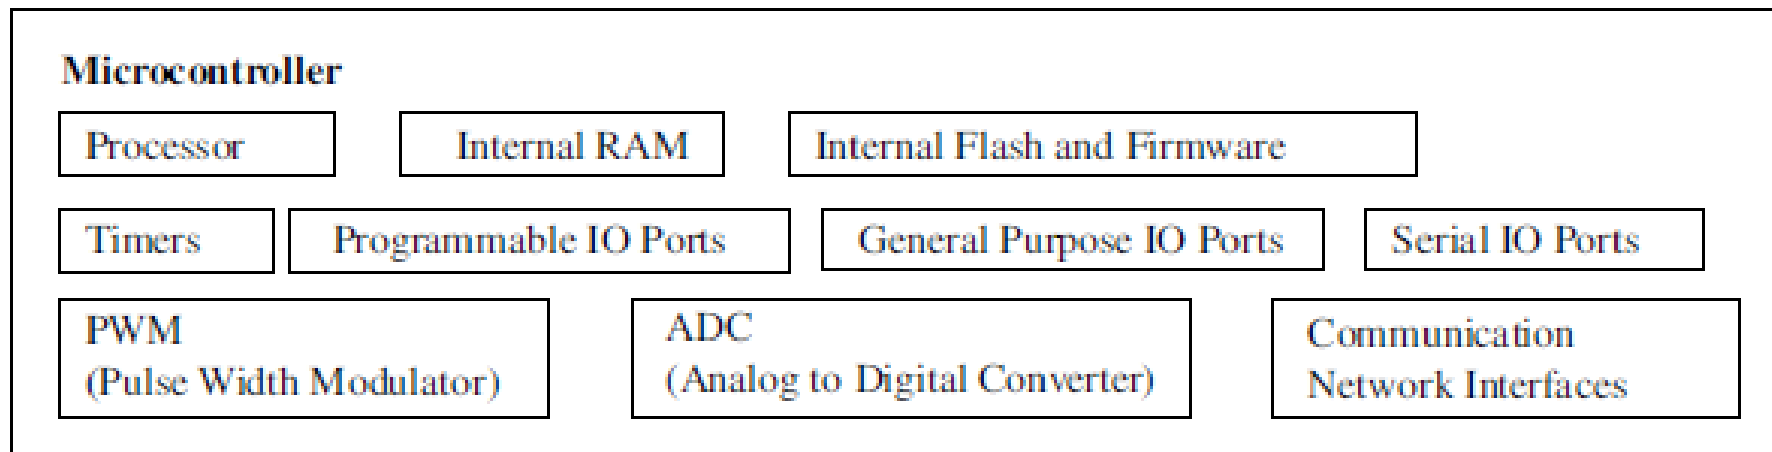 Microcontroller
Processor
Internal RAM
Internal Flash and Firmware
Timers
Programmable IO Ports
General Purpose IO Ports
Serial IO Ports
PWM
(Pulse Width Modulator)
ADC
(Analog to Digital Converter)
Communication
Network Interfaces